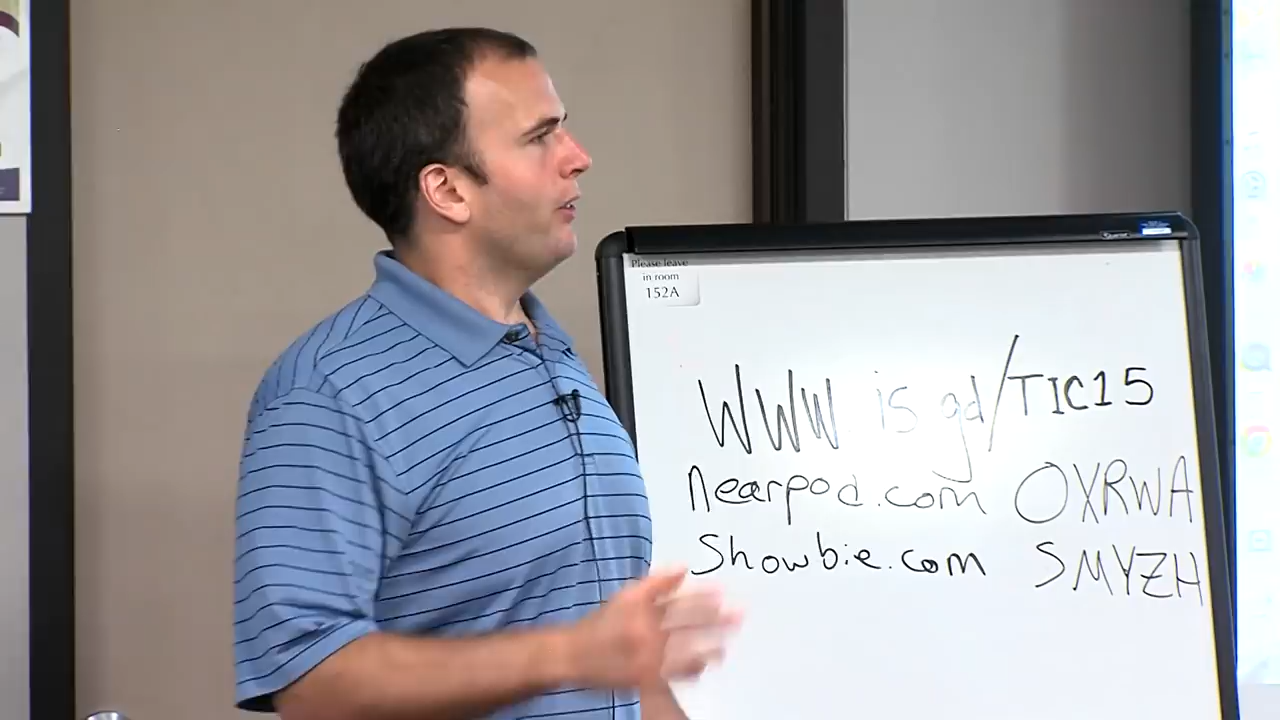 Please leave
in room
152A
WWW is gd/TIC15
Nearpod.com OXRWA
Showbie.com SMYZH